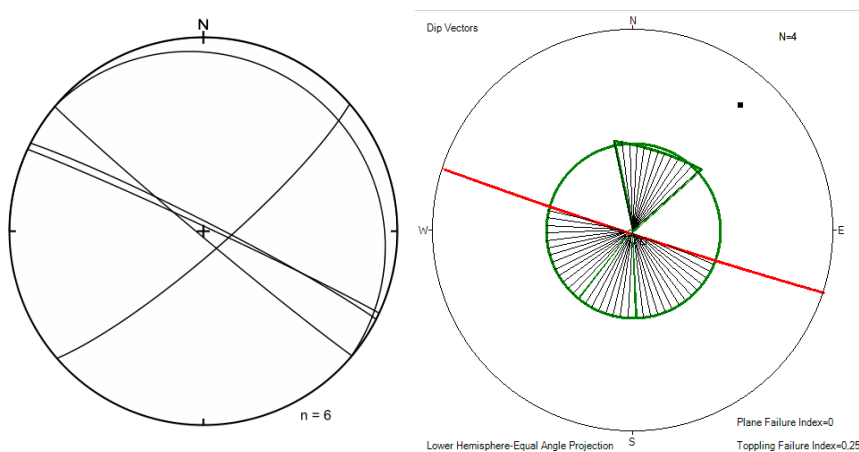 N
n = 6
Dip Vectors
N
N=4
W
E
S
Plane Failure Index=0
Lower Hemisphere-Equal Angle Projection
Toppling Failure Index=0,25